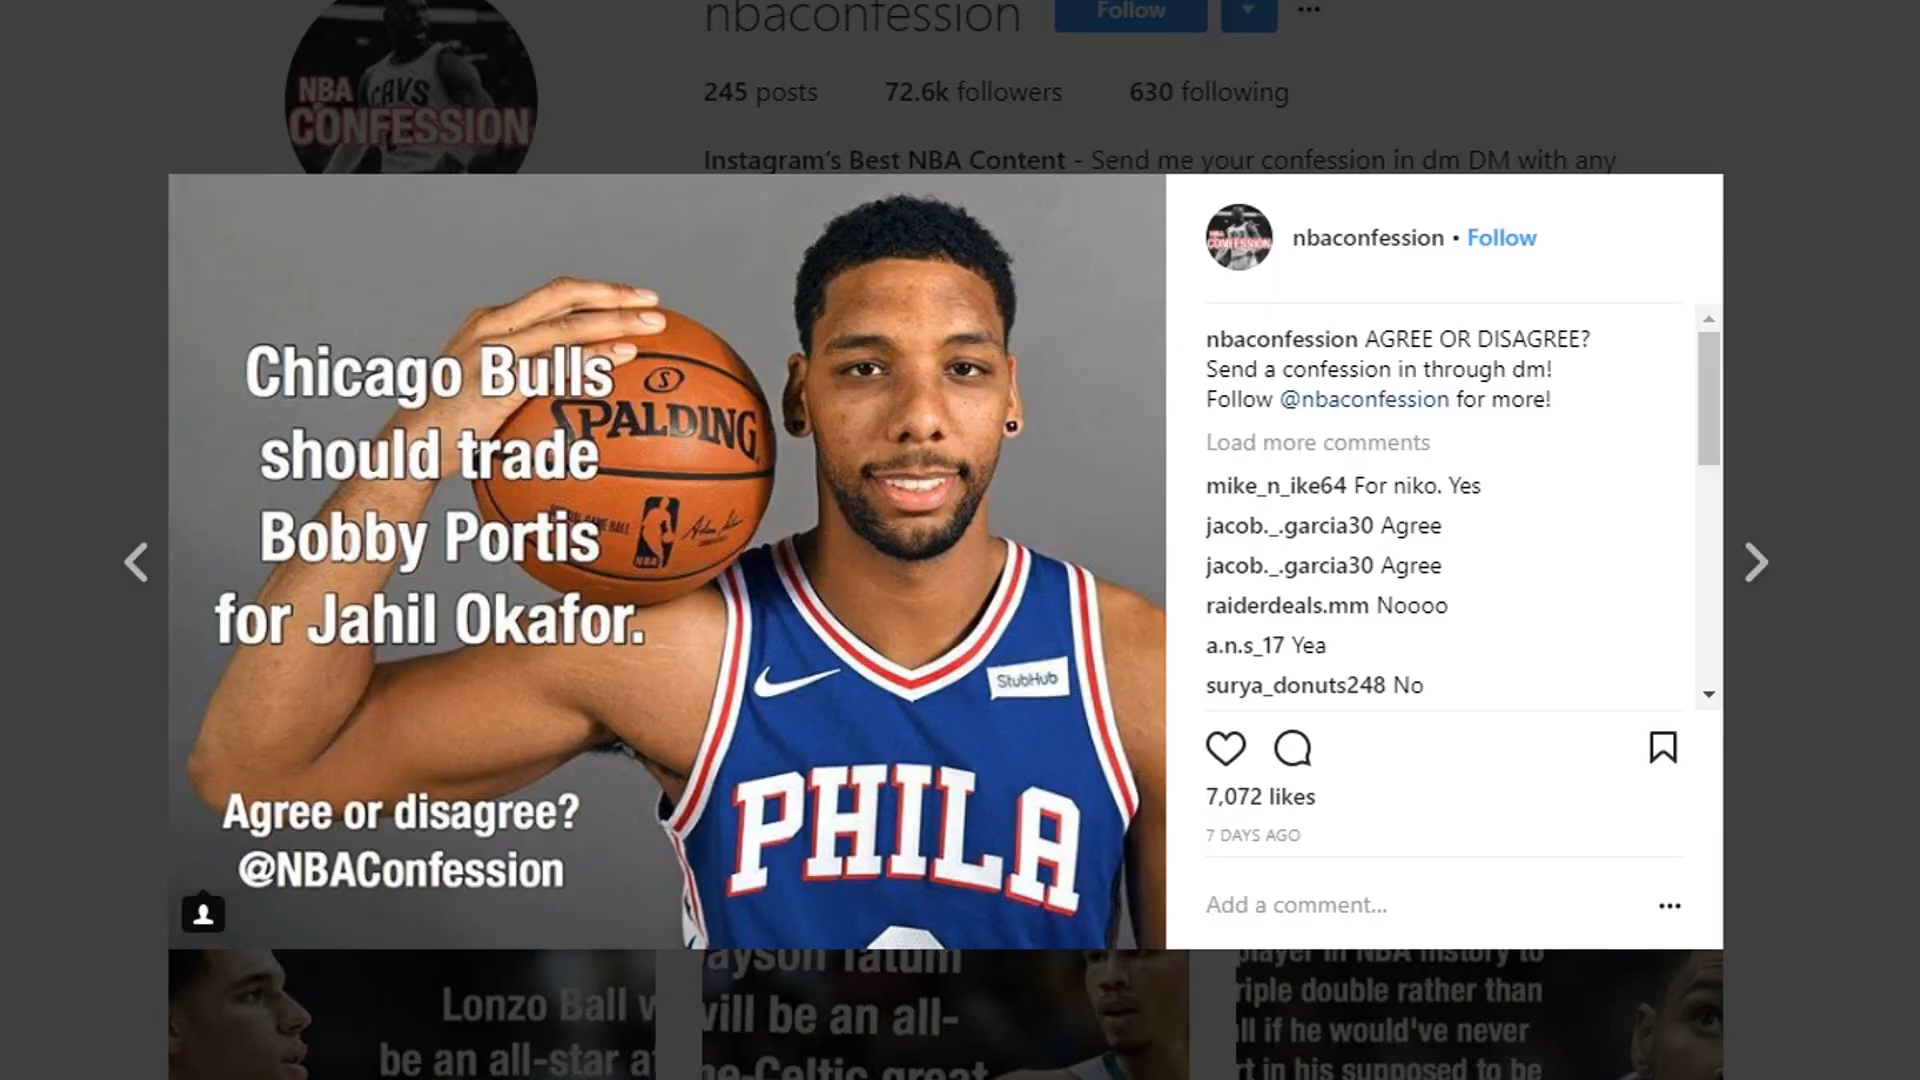 nbaconfession
Follow
245 posts 72.6k followers 630 following
Instagram's Best NBA Content - Send me your confession in dm DM with any
NBA
CAVS
CONFESSION
Chicago Bulls
should trade
Bobby Portis
for Jahil Okafor.
Agree or disagree?
@NBAConfession
SPALDING
NBA
StubHub
PHILA
nbaconfession • Follow
nbaconfession AGREE OR DISAGREE?
Send a confession in through dm!
Follow @nbaconfession for more!
Load more comments
mike_n_ike64 For niko. Yes
jacob._.garcia30 Agree
jacob._.garcia30 Agree
raiderdeals.mm Noooo
a.n.s_17 Yea
surya_donuts248 No
7,072 likes
7 DAYS AGO
Add a comment...
Lonzo Ball
be an all-star
ayson Tatum
will be an all-
me-Celtic great
player in NBA history to
riple double rather than
ll if he would've never
rt in his supposed to be